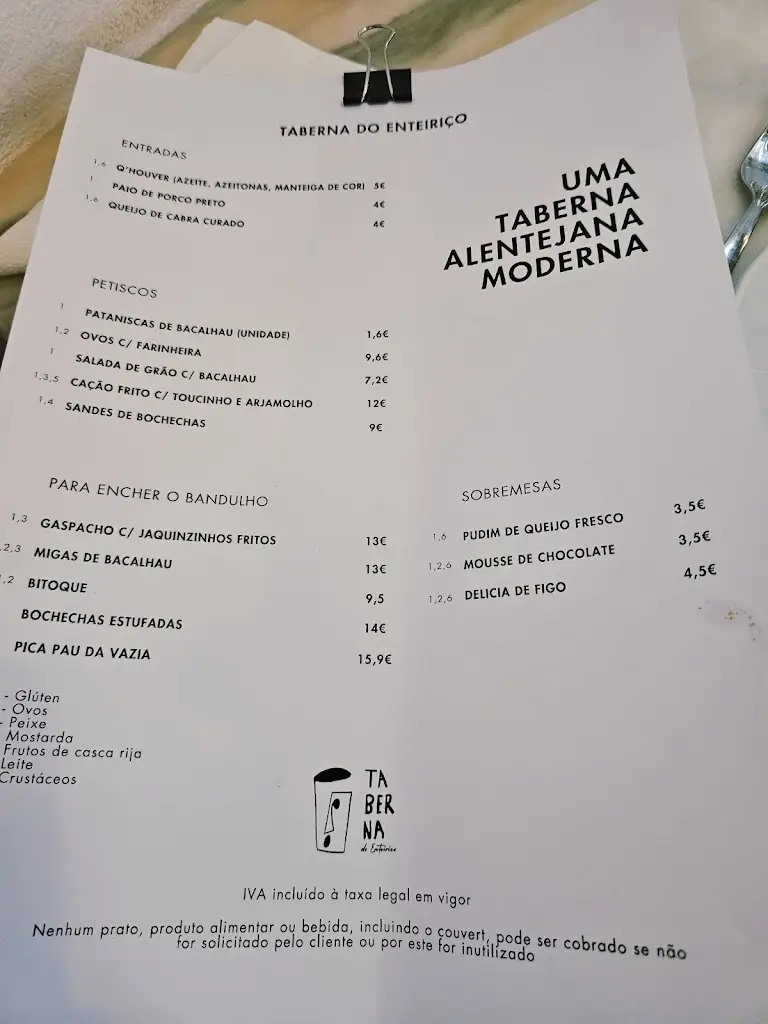 TABERNA DO ENTEIRIÇO
UMA
TABERNA
ALENTEJANA
MODERNA
ENTRADAS
1,6 Q'HOUVER (AZEITE, AZEITONAS, MANTEIGA DE COR) 5€
1 PAIO DE PORCO PRETO 4€
1,6 QUEIJO DE CABRA CURADO 4€
PETISCOS
1 PATANISCAS DE BACALHAU (UNIDADE) 1,6€
1,2 OVOS C/ FARINHEIRA 9,6€
1 SALADA DE GRÃO C/ BACALHAU 7,2€
1,3,5 CAÇÃO FRITO C/ TOUCINHO E ARJAMOLHO 12€
1,4 SANDES DE BOCHECHAS 9€
PARA ENCHER O BANDULHO
1,3 GASPACHO C/ JAQUINZINHOS FRITOS 13€
,2,3 MIGAS DE BACALHAU 13€
,2 BITOQUE 9,5
BOCHECHAS ESTUFADAS 14€
PICA PAU DA VAZIA 15,9€
SOBREMESAS
1,6 PUDIM DE QUEIJO FRESCO 3,5€
1,2,6 MOUSSE DE CHOCOLATE 3,5€
1,2,6 DELICIA DE FIGO 4,5€
- Glúten
- Ovos
- Peixe
Mostarda
Frutos de casca rija
Leite
Crustáceos
TA
BER
NA
do Enteiriço
IVA incluído à taxa legal em vigor
Nenhum prato, produto alimentar ou bebida, incluindo o couvert, pode ser cobrado se não
for solicitado pelo cliente ou por este for inutilizado